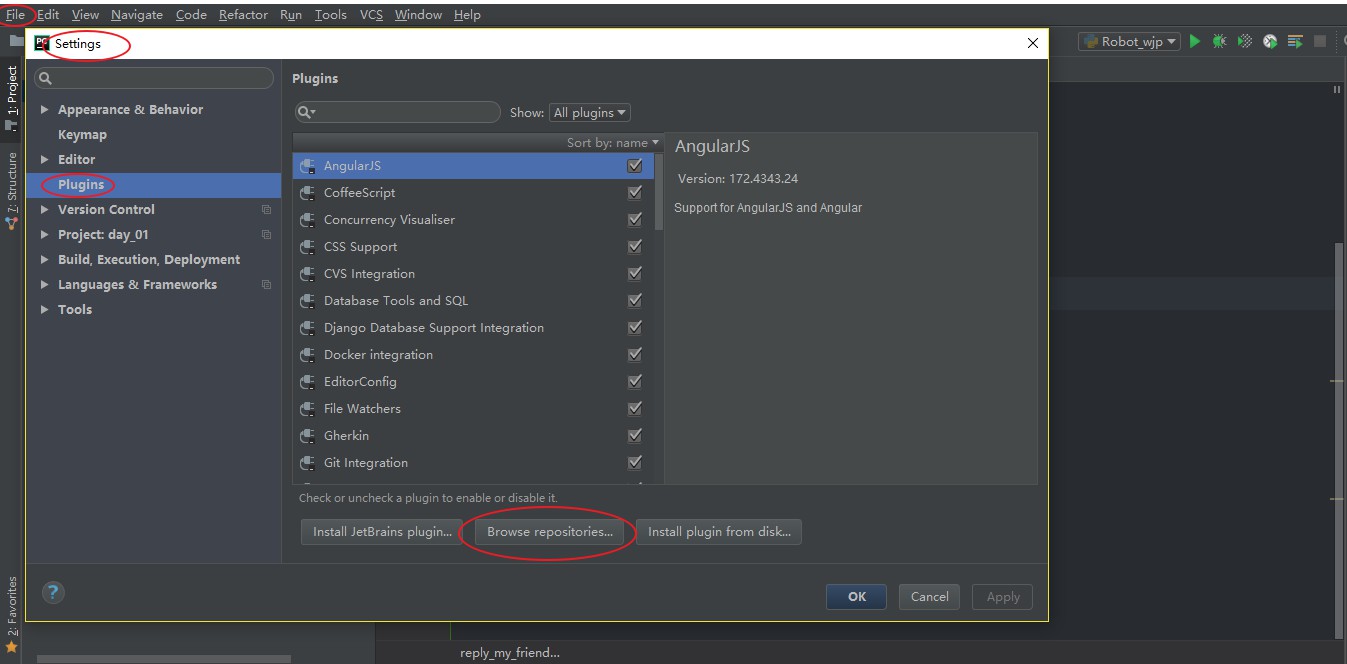 File Edit View Navigate Code Refactor Run Tools VCS Window Help
PC Settings
Robot_wjp
1: Project
7: Structure
2: Favorites
Appearance & Behavior
Keymap
Editor
Plugins
Version Control
Project: day_01
Build, Execution, Deployment
Languages & Frameworks
Tools
Plugins
Show: All plugins
Sort by: name
AngularJS
CoffeeScript
Concurrency Visualiser
CSS Support
CVS Integration
Database Tools and SQL
Django Database Support Integration
Docker integration
EditorConfig
File Watchers
Gherkin
Git Integration
AngularJS
Version: 172.4343.24
Support for AngularJS and Angular
Check or uncheck a plugin to enable or disable it.
Install JetBrains plugin... Browse repositories... Install plugin from disk...
? OK Cancel Apply
reply_my_friend...